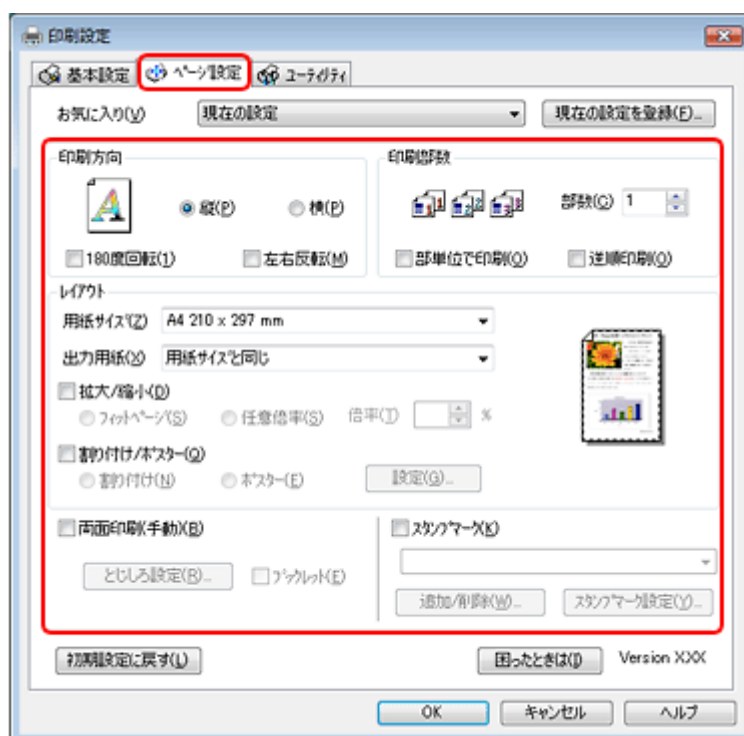 印刷設定
基本設定 ページ設定 ユーティリティ
お気に入り(V) 現在の設定 現在の設定を登録(F)...
印刷方向 印刷部数
縦(P) 横(P) 部数(C) 1
180度回転(1) 左右反転(M) 部単位で印刷(O) 逆順印刷(O)
レイアウト
用紙サイズ(Z) A4 210 x 297 mm
出力用紙(X) 用紙サイズと同じ
拡大/縮小(D)
フィットページ(S) 任意倍率(S) 倍率(T) %
割り付け/ポスター(Q)
割り付け(N) ポスター(E) 設定(G)...
両面印刷(手動)(B) スタンプマーク(K)
とじしろ設定(R)... ブックレット(E)
追加/削除(W)... スタンプマーク設定(Y)...
初期設定に戻す(L) 困ったときは(I) Version XXX
OK キャンセル ヘルプ